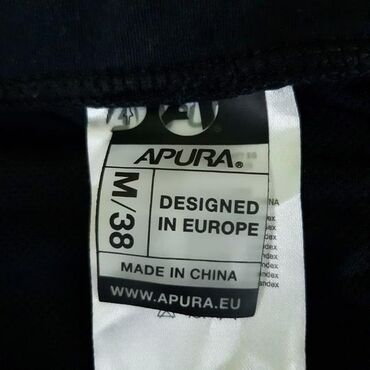 APURA®
M/38
DESIGNED
IN EUROPE
MADE IN CHINA
WWW.APURA.EU